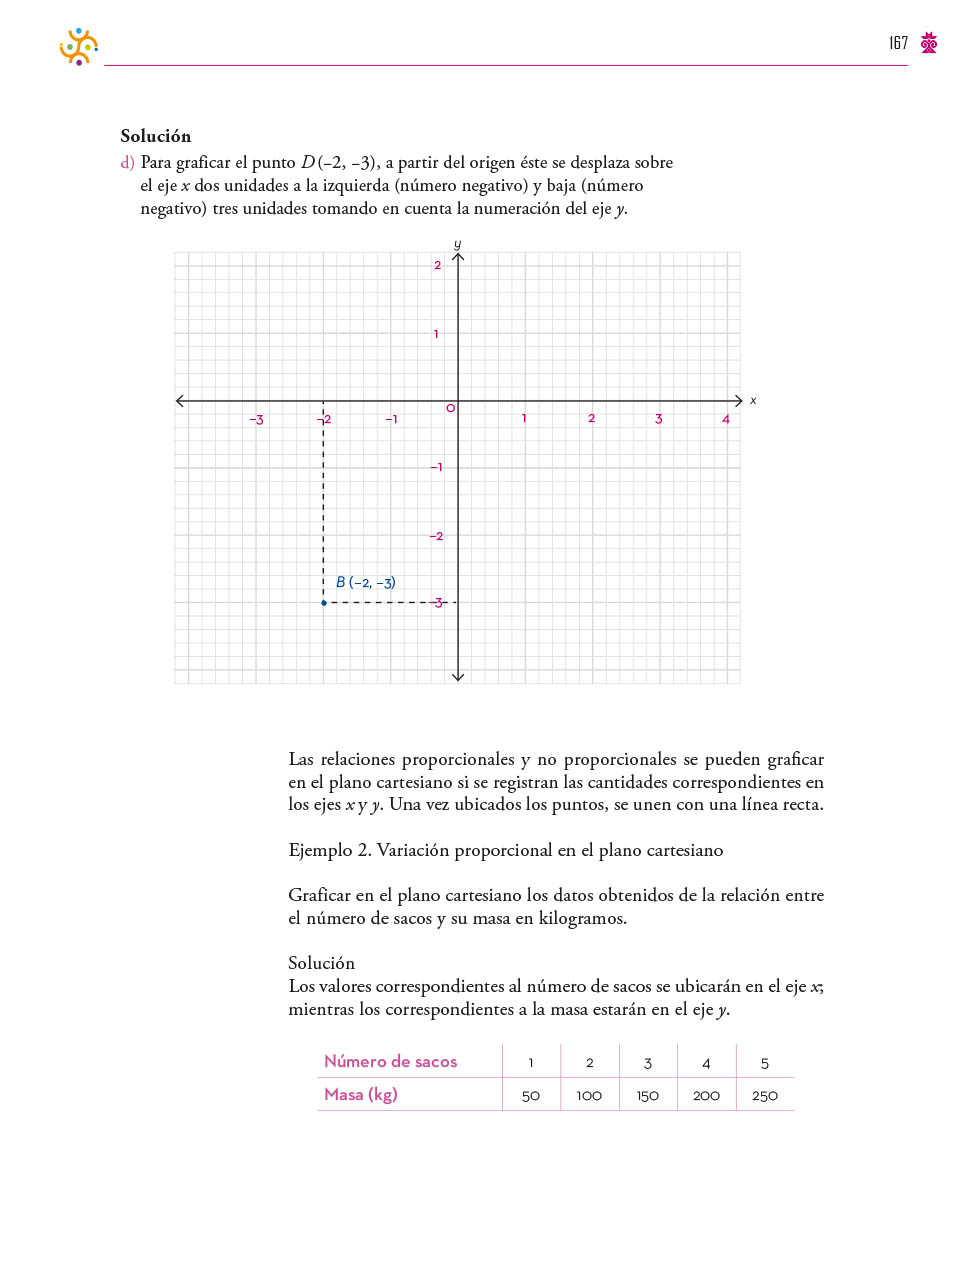 167
Solución
d) Para graficar el punto D (–2, –3), a partir del origen éste se desplaza sobre
el eje x dos unidades a la izquierda (número negativo) y baja (número
negativo) tres unidades tomando en cuenta la numeración del eje y.
y
2
1
0
x
–3 –2 –1 1 2 3 4
–1
–2
B (–2, –3)
–3
Las relaciones proporcionales y no proporcionales se pueden graficar
en el plano cartesiano si se registran las cantidades correspondientes en
los ejes x y y. Una vez ubicados los puntos, se unen con una línea recta.
Ejemplo 2. Variación proporcional en el plano cartesiano
Graficar en el plano cartesiano los datos obtenidos de la relación entre
el número de sacos y su masa en kilogramos.
Solución
Los valores correspondientes al número de sacos se ubicarán en el eje x;
mientras los correspondientes a la masa estarán en el eje y.
Número de sacos 1 2 3 4 5
Masa (kg) 50 100 150 200 250